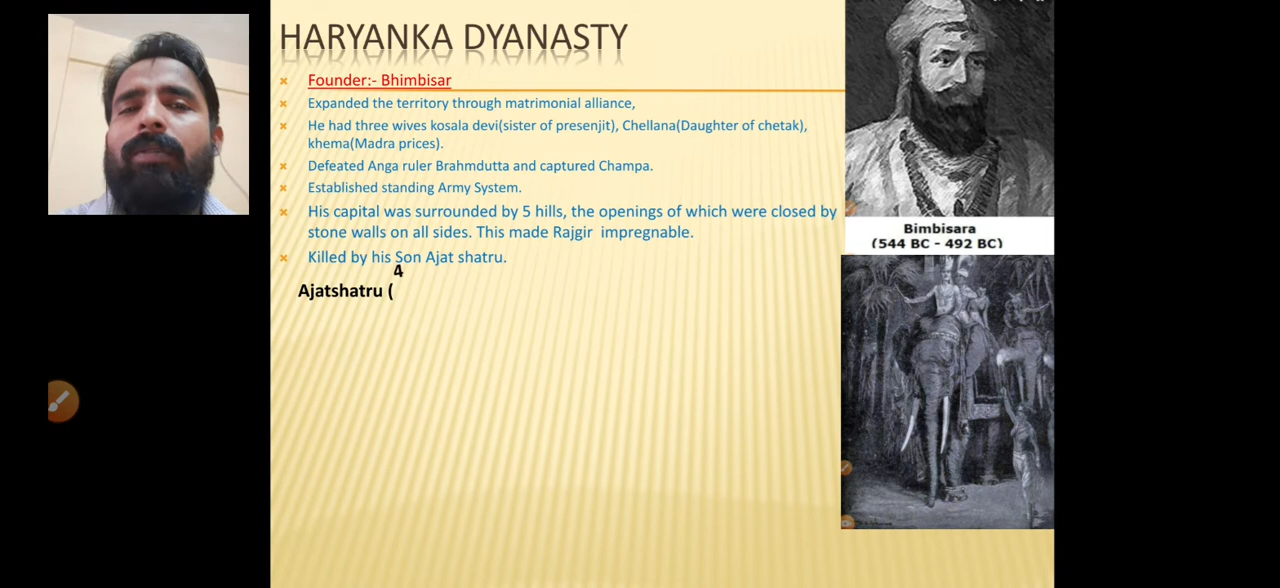 HARYANKA DYANASTY
Founder:- Bhimbisar
Expanded the territory through matrimonial alliance,
He had three wives kosala devi(sister of presenjit), Chellana(Daughter of chetak),
khema(Madra prices).
Defeated Anga ruler Brahmdutta and captured Champa.
Established standing Army System.
His capital was surrounded by 5 hills, the openings of which were closed by
stone walls on all sides. This made Rajgir impregnable.
Killed by his Son Ajat shatru.
4
Ajatshatru (
Bimbisara
(544 BC - 492 BC)